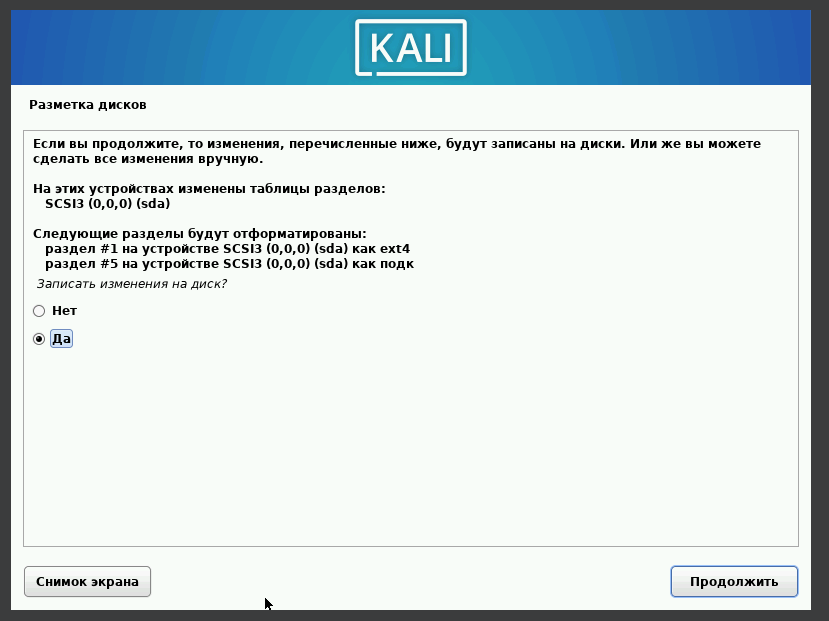 KALI
Разметка дисков
Если вы продолжите, то изменения, перечисленные ниже, будут записаны на диски. Или же вы можете
сделать все изменения вручную.
На этих устройствах изменены таблицы разделов:
SCSI3 (0,0,0) (sda)
Следующие разделы будут отформатированы:
раздел #1 на устройстве SCSI3 (0,0,0) (sda) как ext4
раздел #5 на устройстве SCSI3 (0,0,0) (sda) как подк
Записать изменения на диск?
Нет
Да
Снимок экрана
Продолжить